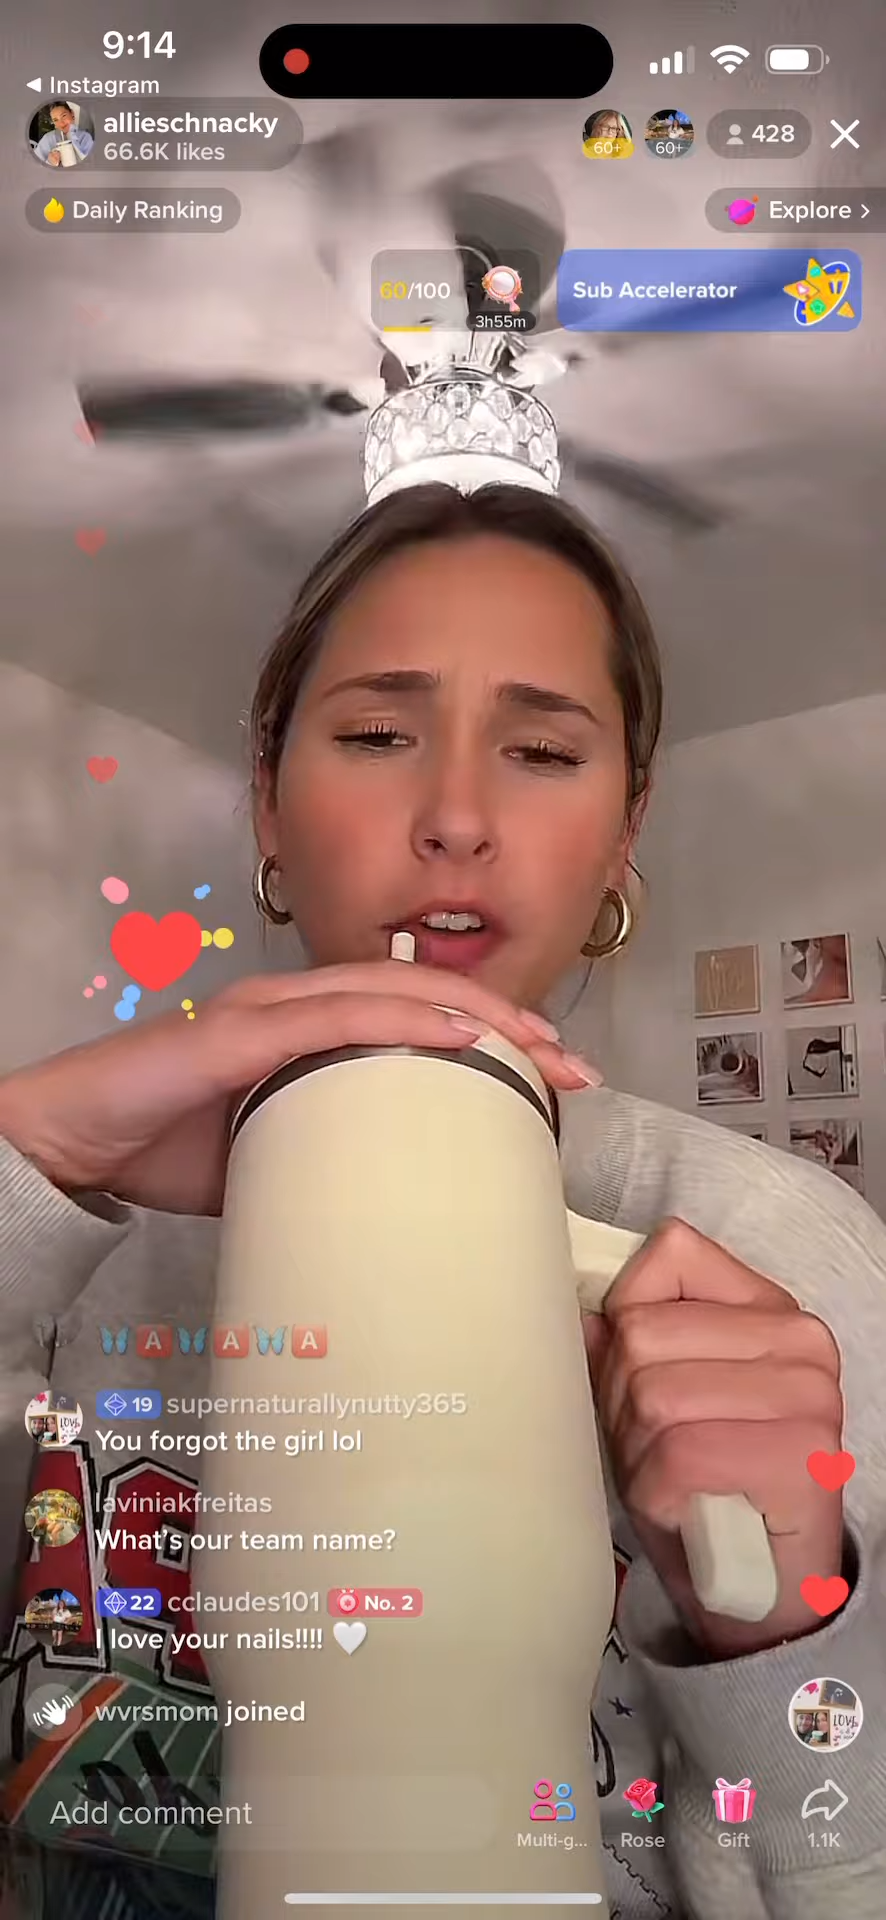 9:14
Instagram
allieschnacky
66.6K likes
60+
60+
428
Daily Ranking
Explore
60/100
3h55m
Sub Accelerator
🦋🅰🦋🅰🦋🅰
19 supernaturallynutty365
You forgot the girl lol
laviniakfreitas
What's our team name?
22 cclaudes101 No. 2
I love your nails!!!! 🤍
wvrsmom joined
LOVE
Add comment
Multi-g...
Rose
Gift
1.1K